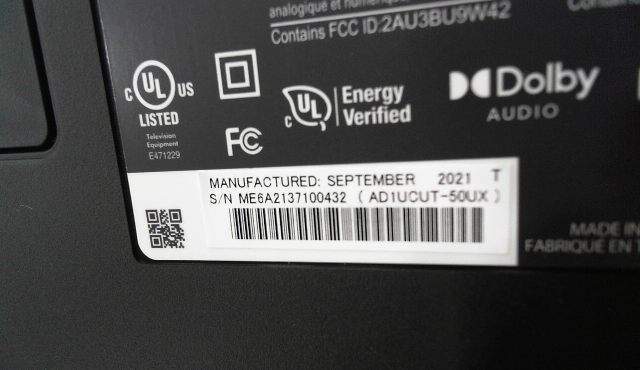 analogique et numérique
Contains FCC ID:2AU3BU9W42
C UL US
LISTED
Television
Equipment
E471229
FC
C UL Energy
Verified
Dolby
AUDIO
MANUFACTURED: SEPTEMBER 2021 T
S/N ME6A2137100432 ( AD1UCUT-50UX )
MADE IN
FABRIQUÉ EN